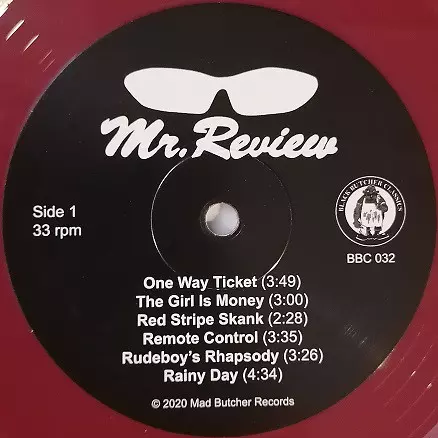 Mr. Review
Side 1
33 rpm
BLACK BUTCHER CLASSICS
BBC 032
One Way Ticket (3:49)
The Girl Is Money (3:00)
Red Stripe Skank (2:28)
Remote Control (3:35)
Rudeboy's Rhapsody (3:26)
Rainy Day (4:34)
© 2020 Mad Butcher Records